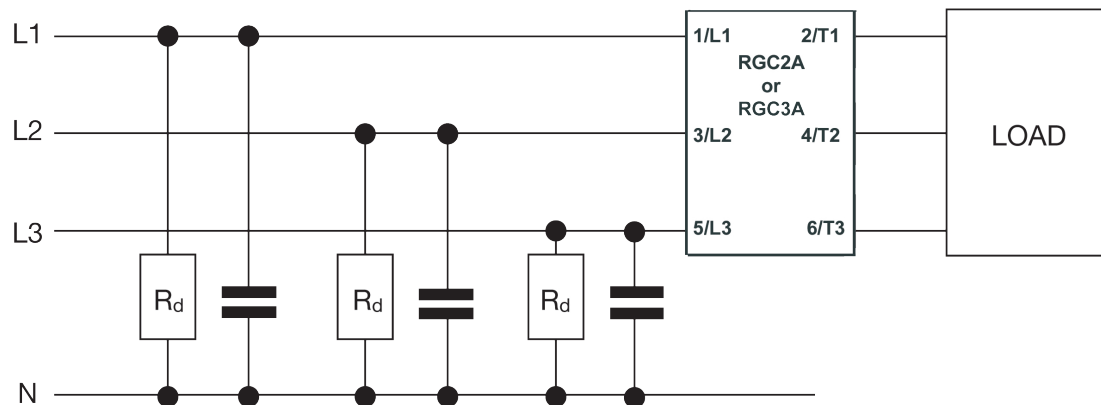 L1
1/L1 2/T1
RGC2A
or
RGC3A
L2
3/L2 4/T2
LOAD
L3
5/L3 6/T3
Rd
Rd
Rd
N